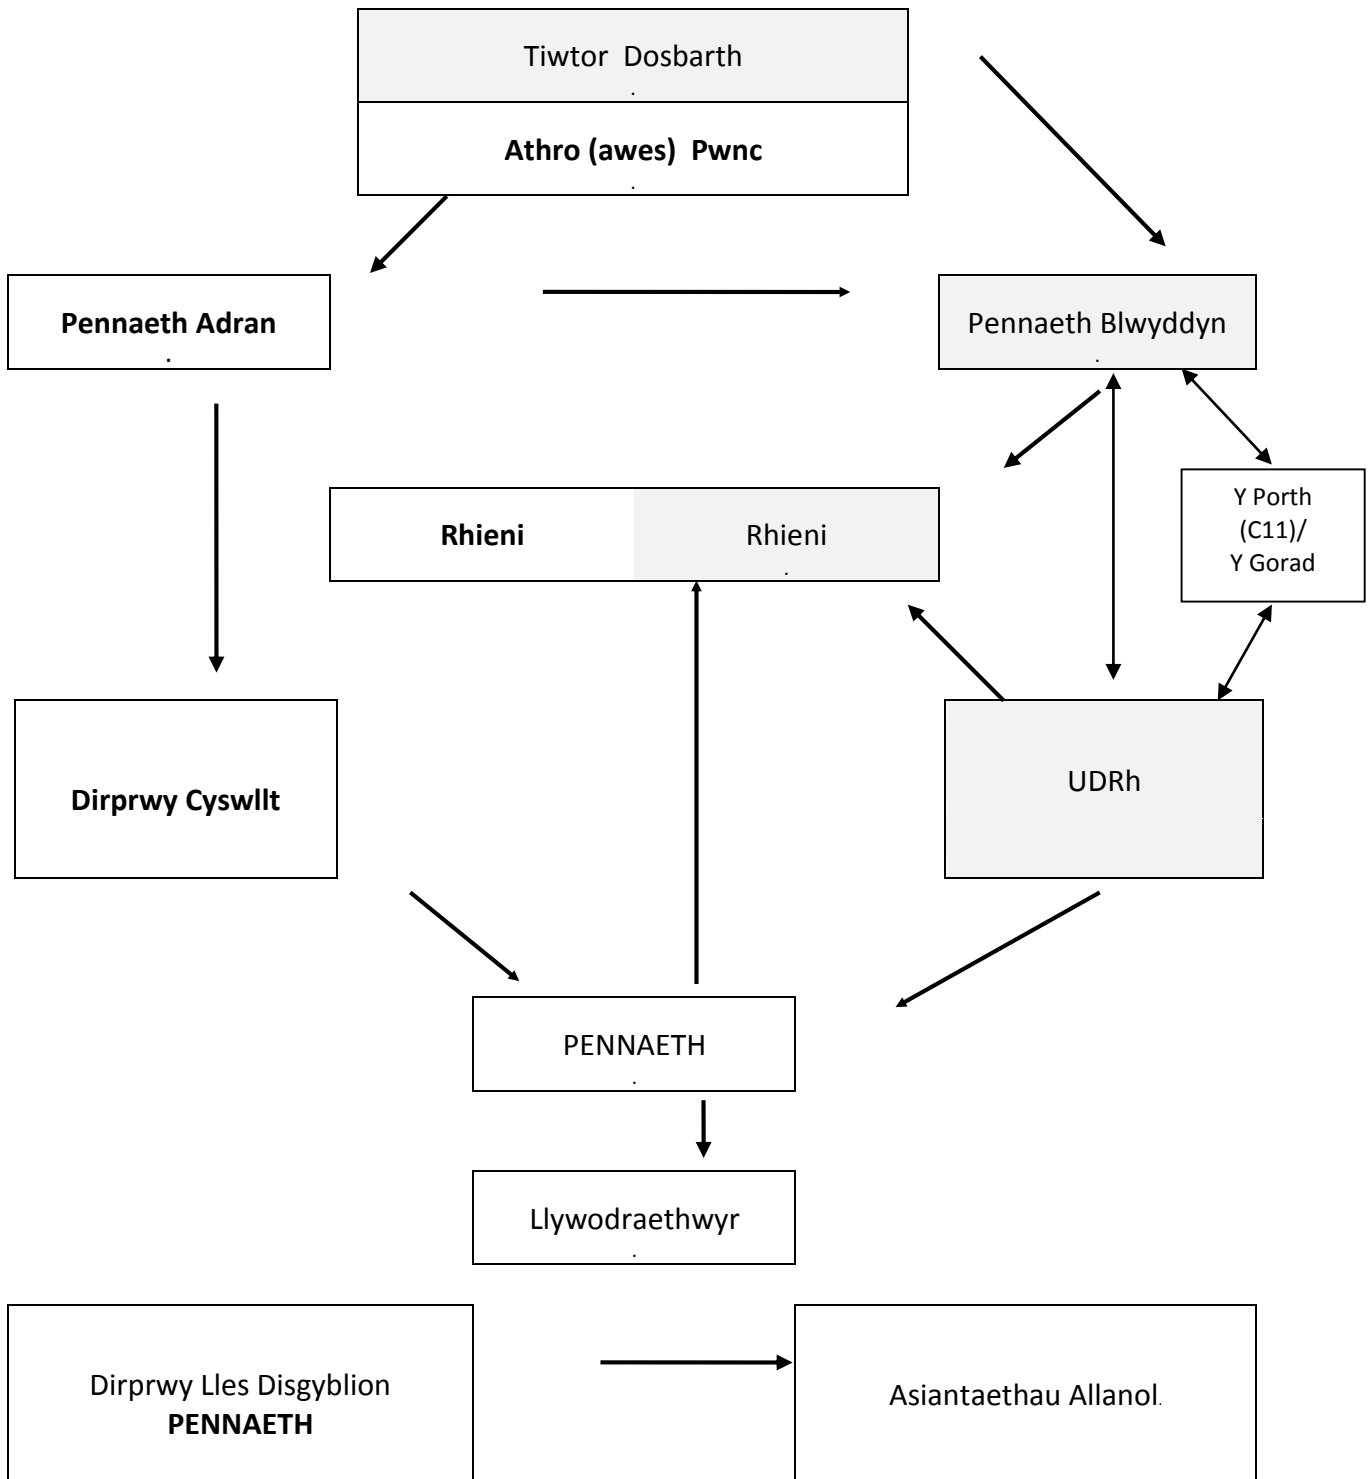 Tiwtor Dosbarth
.
Athro (awes) Pwnc
.
Pennaeth Adran
.
Pennaeth Blwyddyn
.
Y Porth
(C11)/
Y Gorad
Rhieni
Rhieni
.
Dirprwy Cyswllt
UDRh
PENNAETH
.
Llywodraethwyr
.
Dirprwy Lles Disgyblion
PENNAETH
Asiantaethau Allanol.